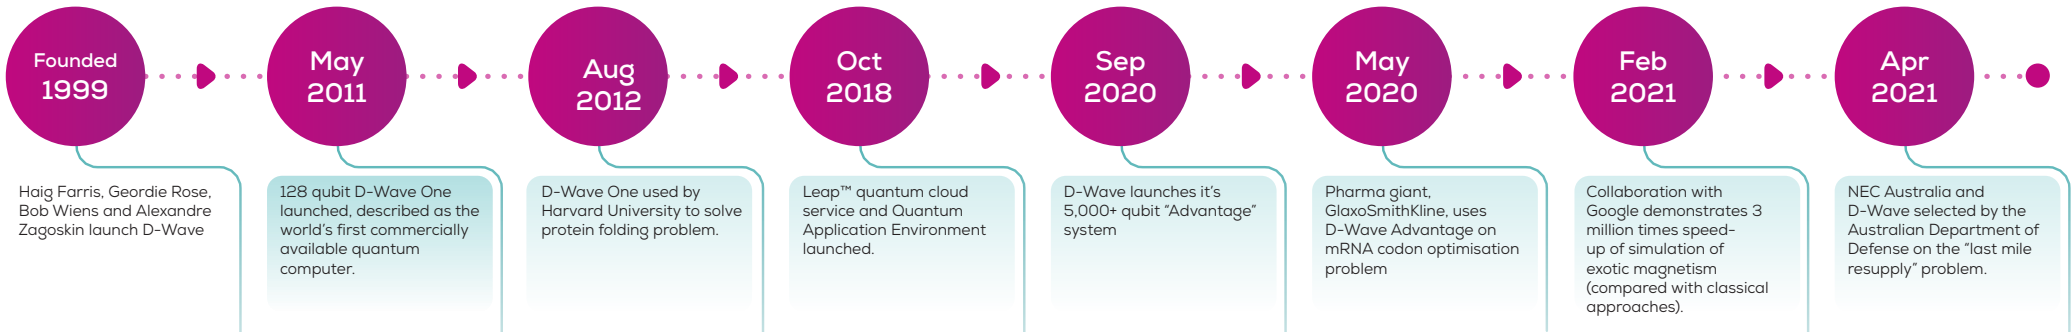 Founded
1999
May
2011
Aug
2012
Oct
2018
Sep
2020
May
2020
Feb
2021
Apr
2021
Haig Farris, Geordie Rose,
Bob Wiens and Alexandre
Zagoskin launch D-Wave
128 qubit D-Wave One
launched, described as the
world's first commercially
available quantum
computer.
D-Wave One used by
Harvard University to solve
protein folding problem.
Leap™ quantum cloud
service and Quantum
Application Environment
launched.
D-Wave launches it's
5,000+ qubit "Advantage"
system
Pharma giant,
GlaxoSmithKline, uses
D-Wave Advantage on
mRNA codon optimisation
problem
Collaboration with
Google demonstrates 3
million times speed-
up of simulation of
exotic magnetism
(compared with classical
approaches).
NEC Australia and
D-Wave selected by the
Australian Department of
Defense on the "last mile
resupply" problem.